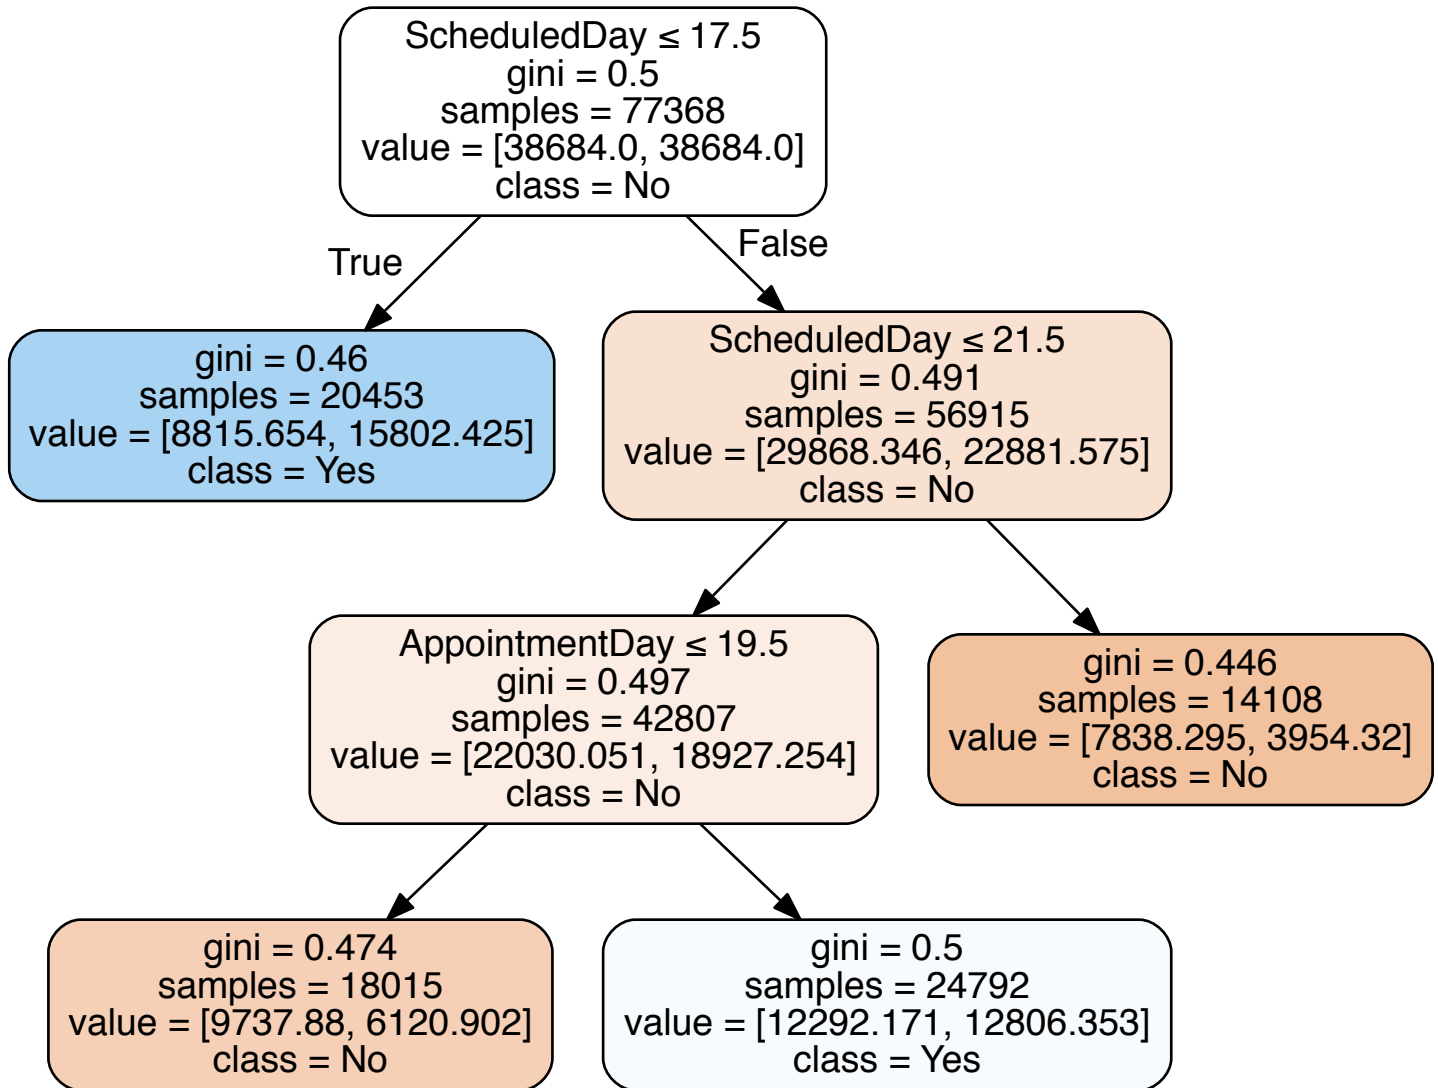 ScheduledDay ≤ 17.5
gini = 0.5
samples = 77368
value = [38684.0, 38684.0]
class = No
True
False
gini = 0.46
samples = 20453
value = [8815.654, 15802.425]
class = Yes
ScheduledDay ≤ 21.5
gini = 0.491
samples = 56915
value = [29868.346, 22881.575]
class = No
AppointmentDay ≤ 19.5
gini = 0.497
samples = 42807
value = [22030.051, 18927.254]
class = No
gini = 0.446
samples = 14108
value = [7838.295, 3954.32]
class = No
gini = 0.474
samples = 18015
value = [9737.88, 6120.902]
class = No
gini = 0.5
samples = 24792
value = [12292.171, 12806.353]
class = Yes